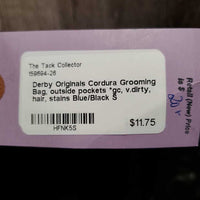 The Tack Collector
159694-26
Derby Originals Cordura Grooming
Bag, outside pockets *gc, v.dirty,
hair, stains Blue/Black S
$11.75
HFNK5S
Retail (New) Price
in $